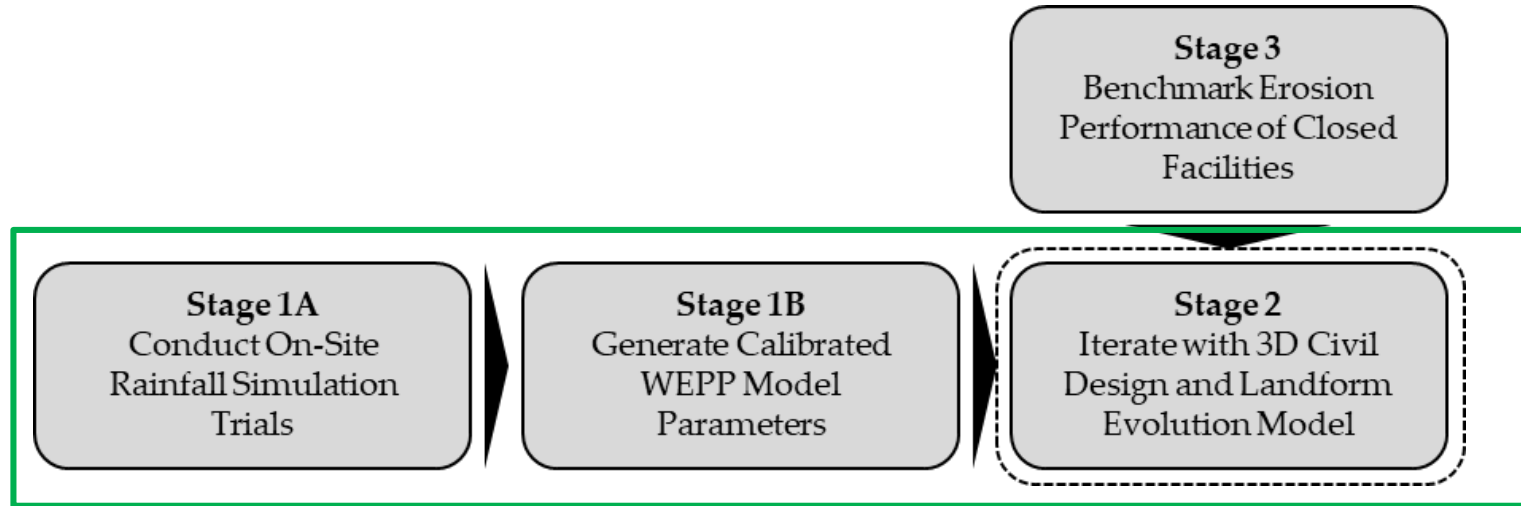 Stage 3
Benchmark Erosion
Performance of Closed
Facilities
Stage 1A
Conduct On-Site
Rainfall Simulation
Trials
Stage 1B
Generate Calibrated
WEPP Model
Parameters
Stage 2
Iterate with 3D Civil
Design and Landform
Evolution Model